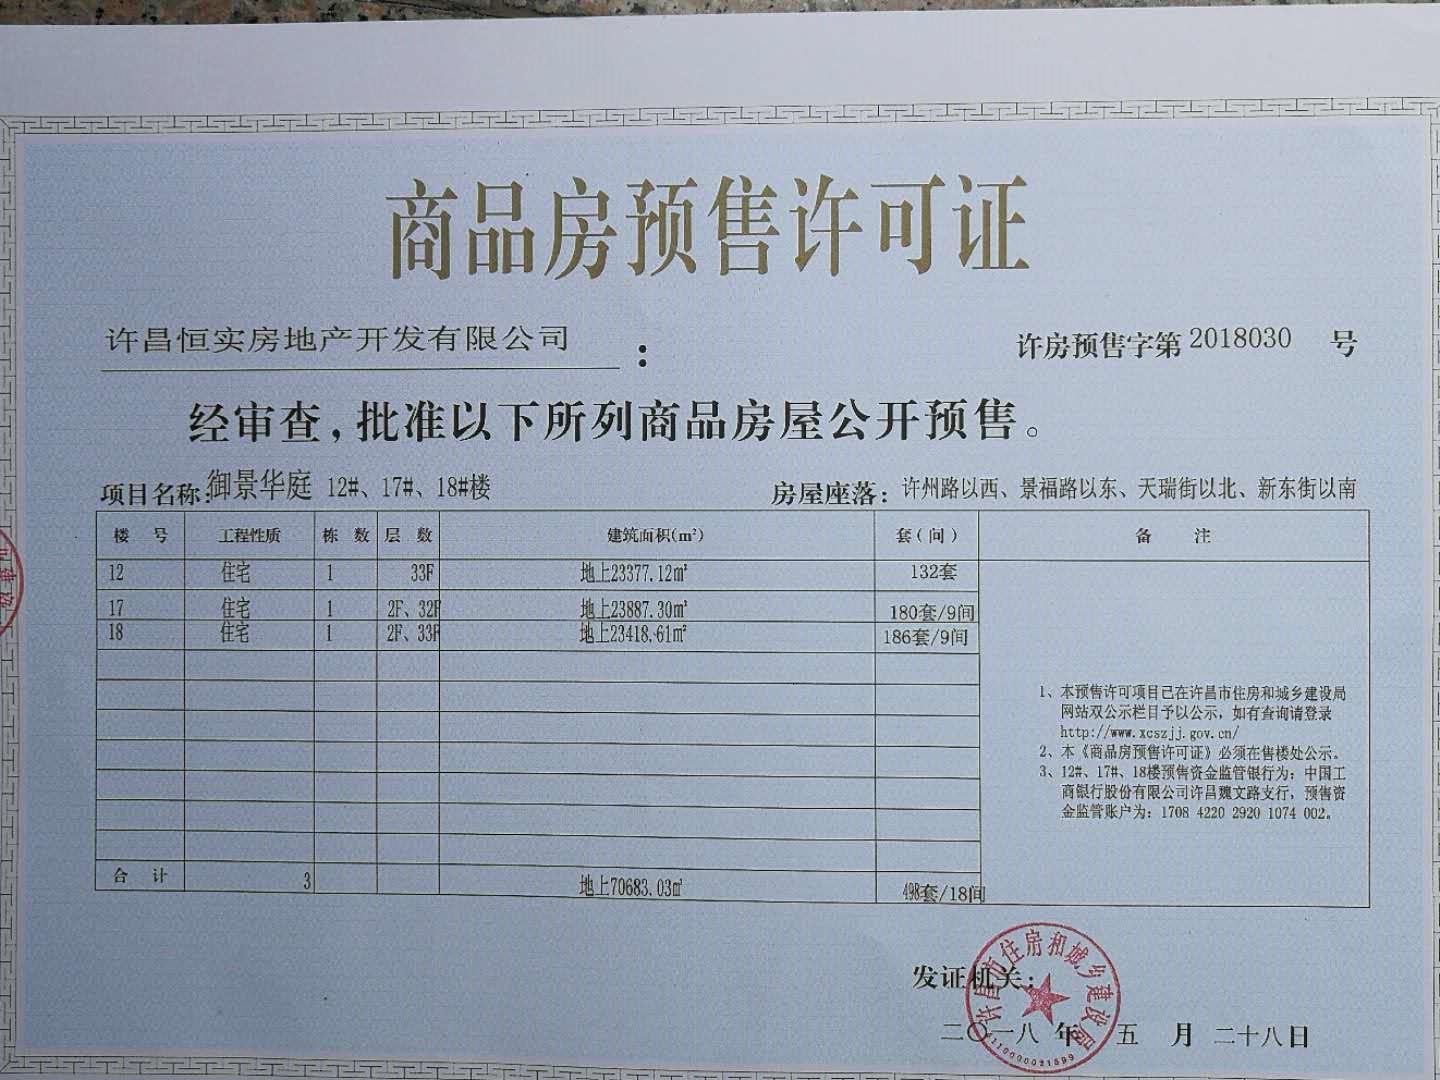 商品房预售许可证
许昌恒实房地产开发有限公司 : 许房预售字第 2018030 号
经审查,批准以下所列商品房屋公开预售。
项目名称: 御景华庭 12#、17#、18#楼 房屋座落: 许州路以西、景福路以东、天瑞街以北、新东街以南
楼 号 工程性质 栋 数 层 数 建筑面积(㎡) 套(间) 备 注
12 住宅 1 33F 地上23377.12㎡ 132套
17 住宅 1 2F、32F 地上23887.30㎡ 180套/9间
18 住宅 1 2F、33F 地上23418.61㎡ 186套/9间
1、本预售许可项目已在许昌市住房和城乡建设局
网站双公示栏目予以公示,如有查询请登录
http://www.xcszjj.gov.cn/
2、本《商品房预售许可证》必须在售楼处公示。
3、12#、17#、18楼预售资金监管银行为:中国工
商银行股份有限公司许昌魏文路支行,预售资
金监管账户为:1708 4220 2920 1074 002。
合 计 3 地上70683.03㎡ 498套/18间
发证机关:
许昌市住房和城乡建设局
二〇一八 年 五 月 二十八日